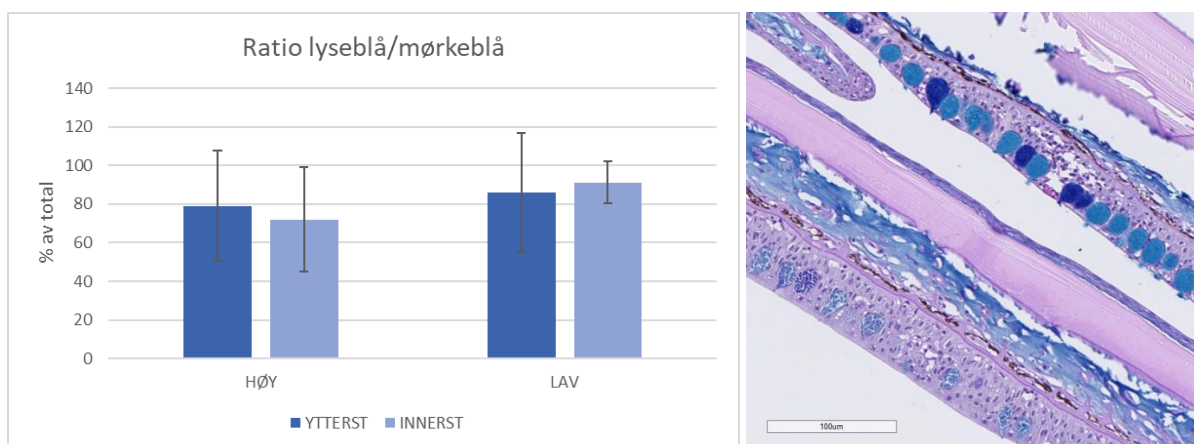 Ratio lyseblå/mørkeblå
% av total
140
120
100
80
60
40
20
0
HØY LAV
YTTERST INNERST
100um